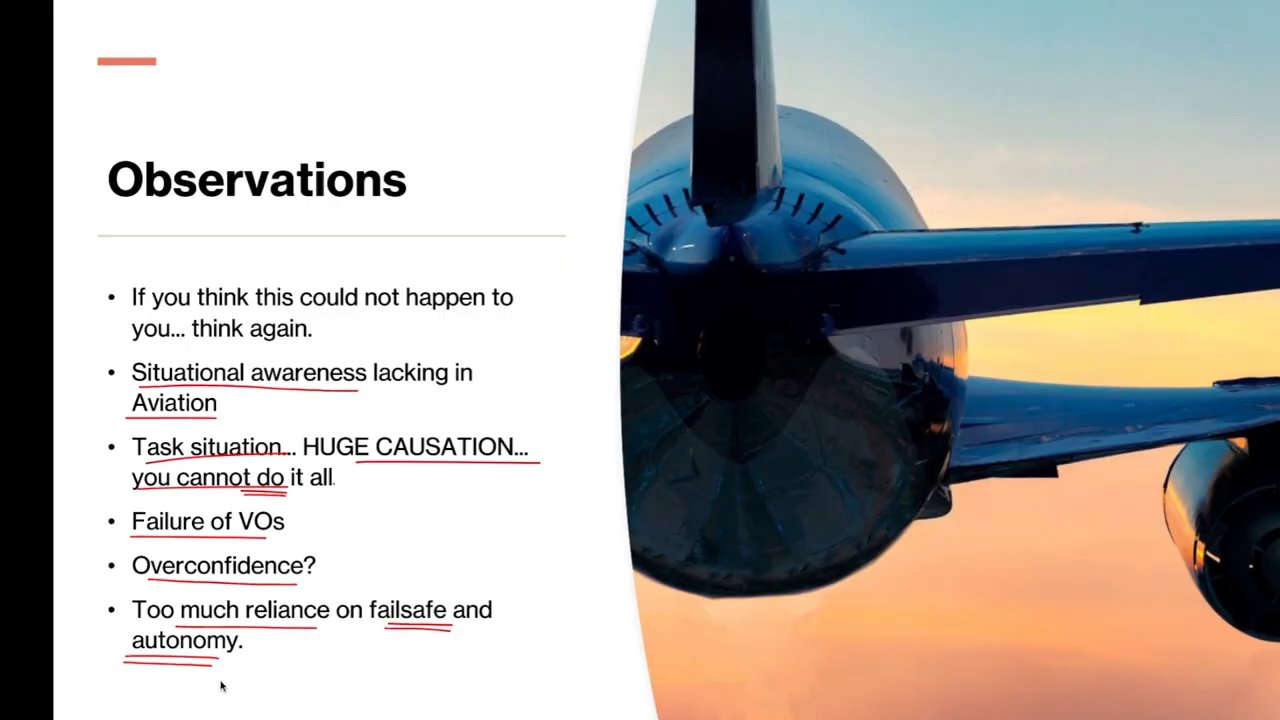 Observations
• If you think this could not happen to
you... think again.
• Situational awareness lacking in
Aviation
• Task situation... HUGE CAUSATION...
you cannot do it all.
• Failure of VOs
• Overconfidence?
• Too much reliance on failsafe and
autonomy.